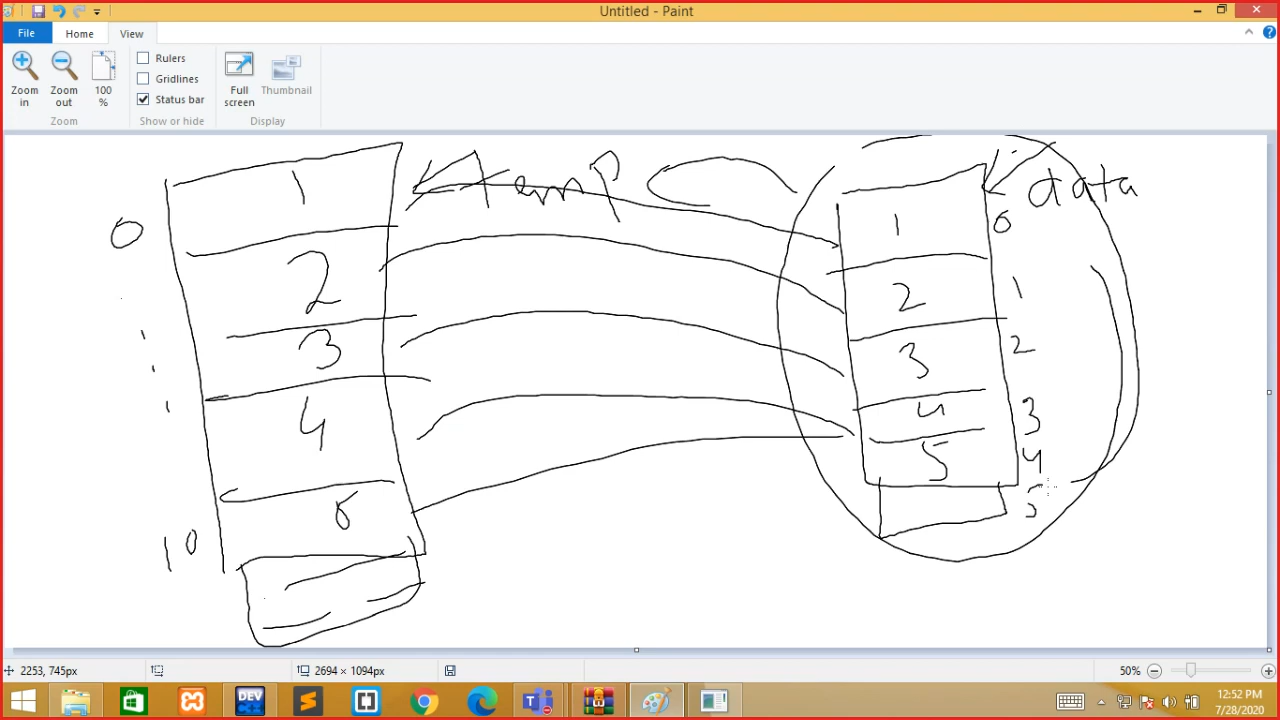 Untitled - Paint
File Home View
Zoom in
Zoom out
100 %
Rulers
Gridlines
Status bar
Full screen
Thumbnail
Zoom
Show or hide
Display
temp
data
1
2
3
4
0
10
1
2
3
4
5
0
1
2
3
4
5
2253, 745px
2694 × 1094px
50%
DEV
12:52 PM
7/28/2020